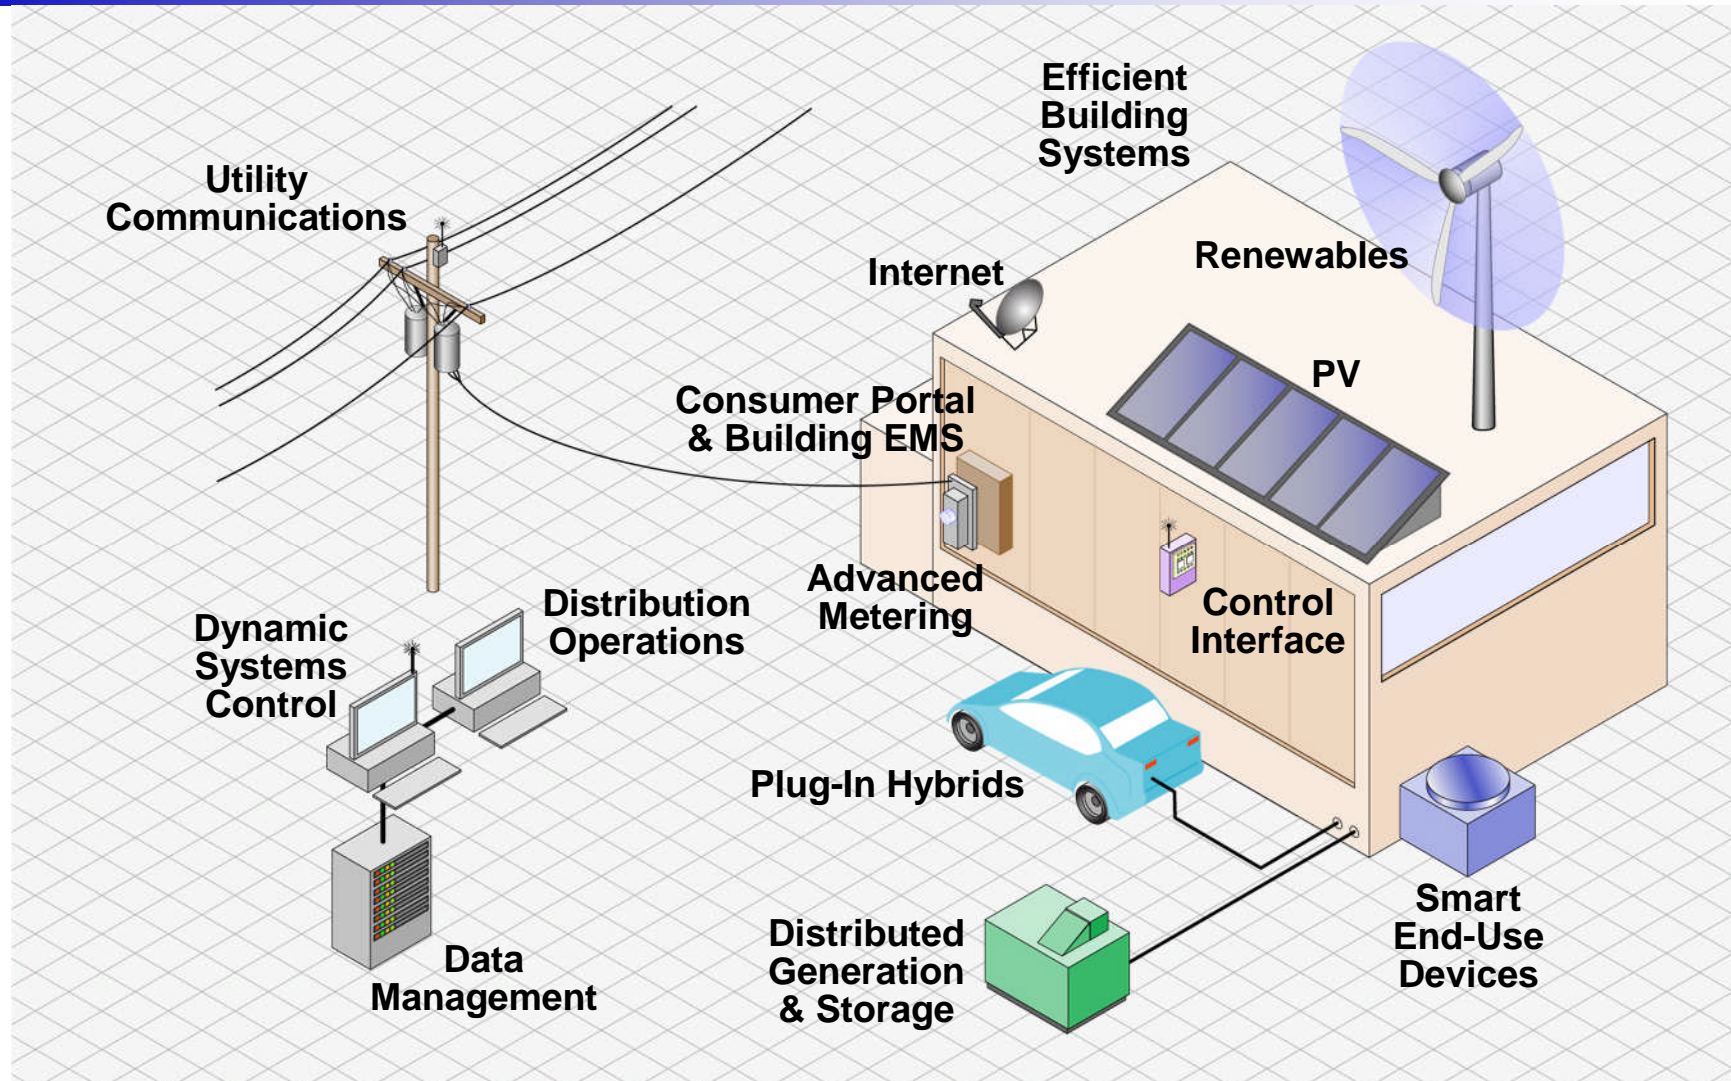 Efficient
Building
Systems
Utility
Communications
Renewables
Internet
PV
Consumer Portal
& Building EMS
Advanced
Metering
Control
Interface
Distribution
Operations
Dynamic
Systems
Control
Plug-In Hybrids
Smart
End-Use
Devices
Distributed
Generation
& Storage
Data
Management